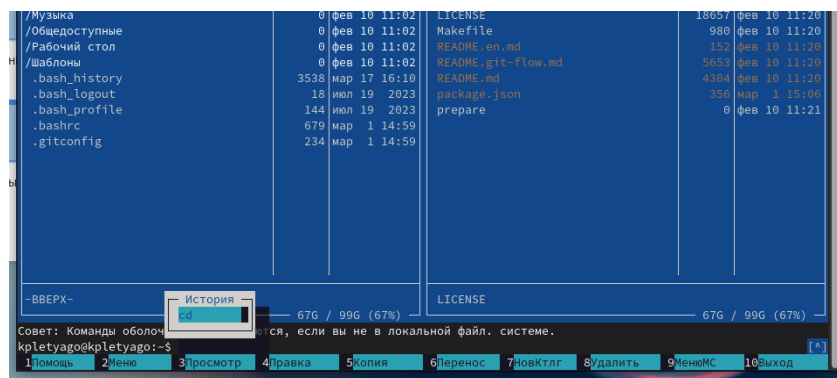 /Музыка 0 фев 10 11:02 LICENSE 18657 фев 10 11:20
/Общедоступные 0 фев 10 11:02 Makefile 980 фев 10 11:20
/Рабочий стол 0 фев 10 11:02 README.en.md 152 фев 10 11:20
/Шаблоны 0 фев 10 11:02 README.git-flow.md 5653 фев 10 11:20
.bash_history 3538 мар 17 16:10 README.md 4304 фев 10 11:20
.bash_logout 18 июл 19 2023 package.json 356 мар 1 15:06
.bash_profile 144 июл 19 2023 prepare 0 фев 10 11:21
.bashrc 679 мар 1 14:59
.gitconfig 234 мар 1 14:59
-ВВЕРХ- LICENSE
История
cd
67G / 99G (67%) 67G / 99G (67%)
Совет: Команды оболоч ются, если вы не в локальной файл. системе.
kpletyago@kpletyago:~$ [^]
1Помощь 2Меню 3Просмотр 4Правка 5Копия 6Перенос 7НовКтлг 8Удалить 9МенюМС 10Выход